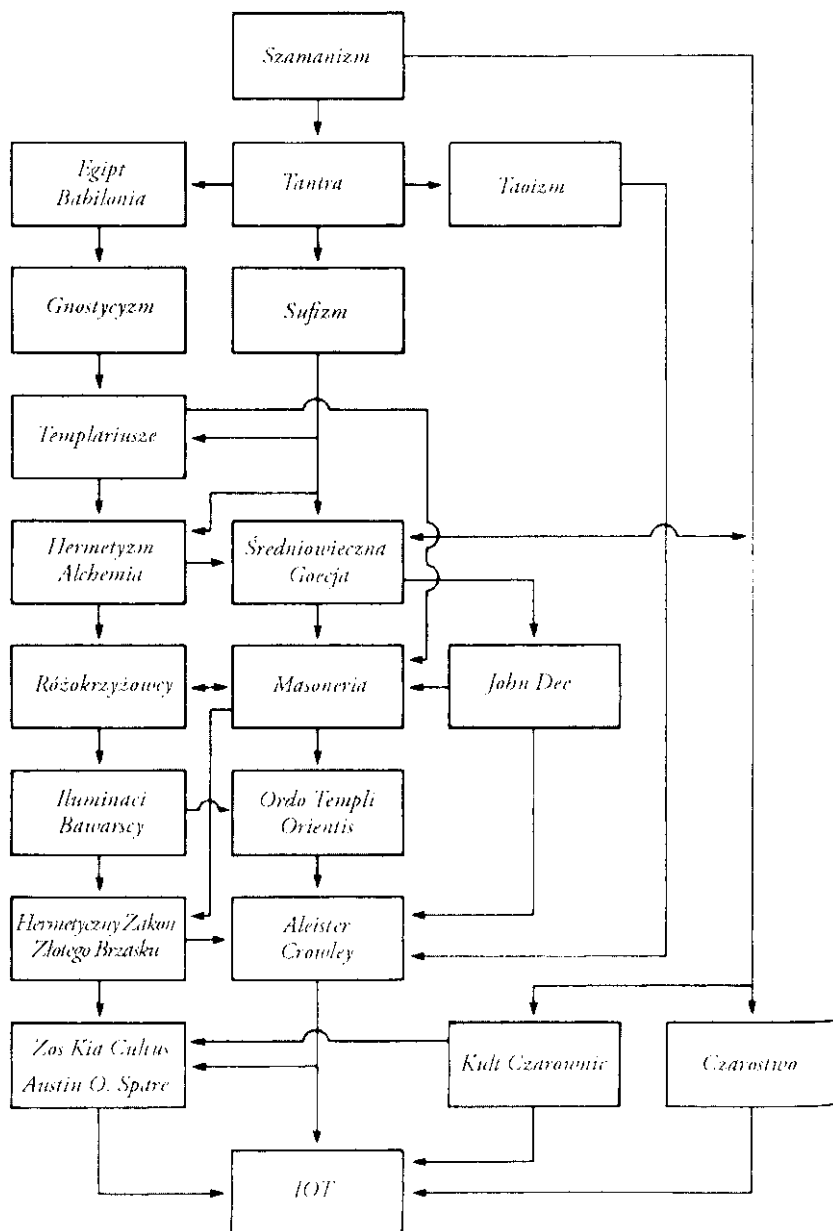 Szamanizm
Egipt
Babilonia
Tantra
Taoizm
Gnostycyzm
Sufizm
Templariusze
Hermetyzm
Alchemia
Średniowieczna
Goecja
Różokrzyżowcy
Masoneria
John Dee
Iluminaci
Bawarscy
Ordo Templi
Orientis
Hermetyczny Zakon
Złotego Brzasku
Aleister
Crowley
Zos Kia Cultus
Austin O. Spare
Kult Czarownic
Czarostwo
IOT